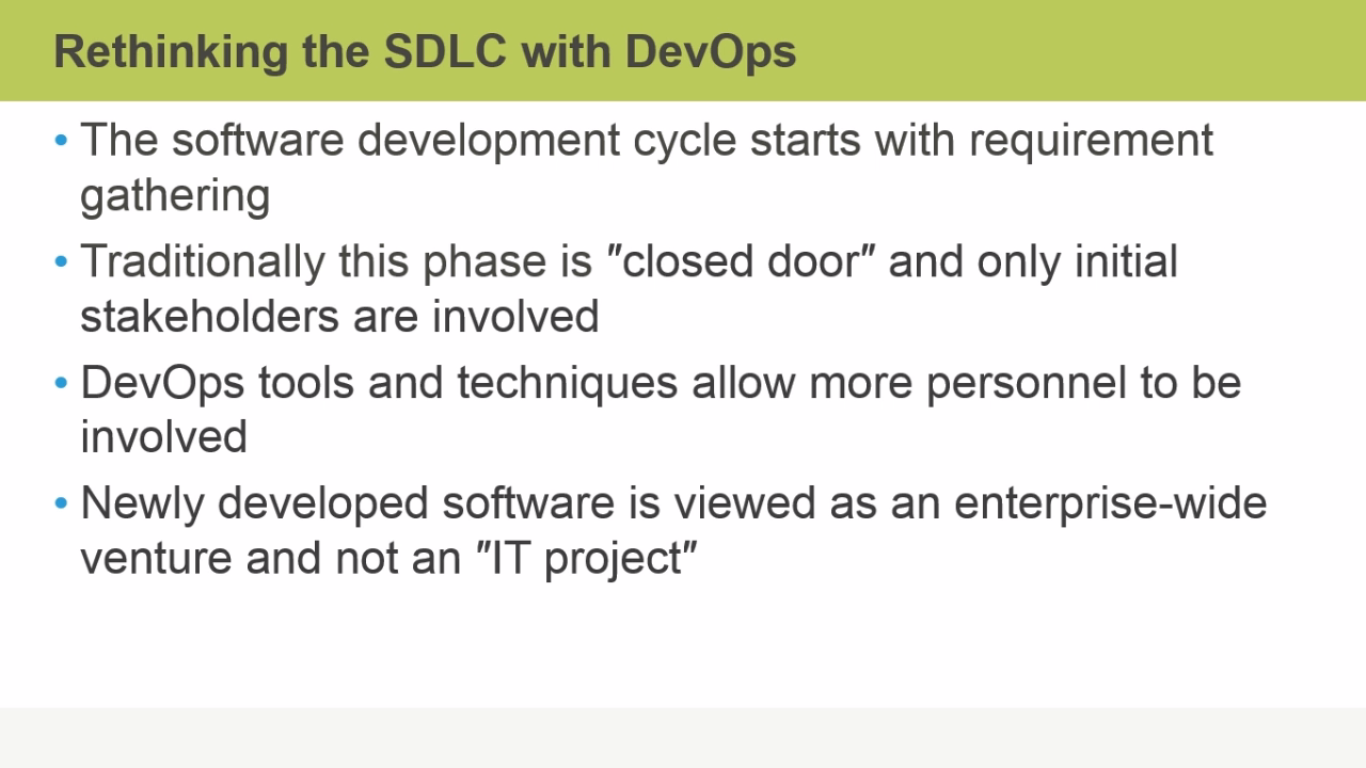 Rethinking the SDLC with DevOps
• The software development cycle starts with requirement
gathering
• Traditionally this phase is "closed door" and only initial
stakeholders are involved
• DevOps tools and techniques allow more personnel to be
involved
• Newly developed software is viewed as an enterprise-wide
venture and not an "IT project"